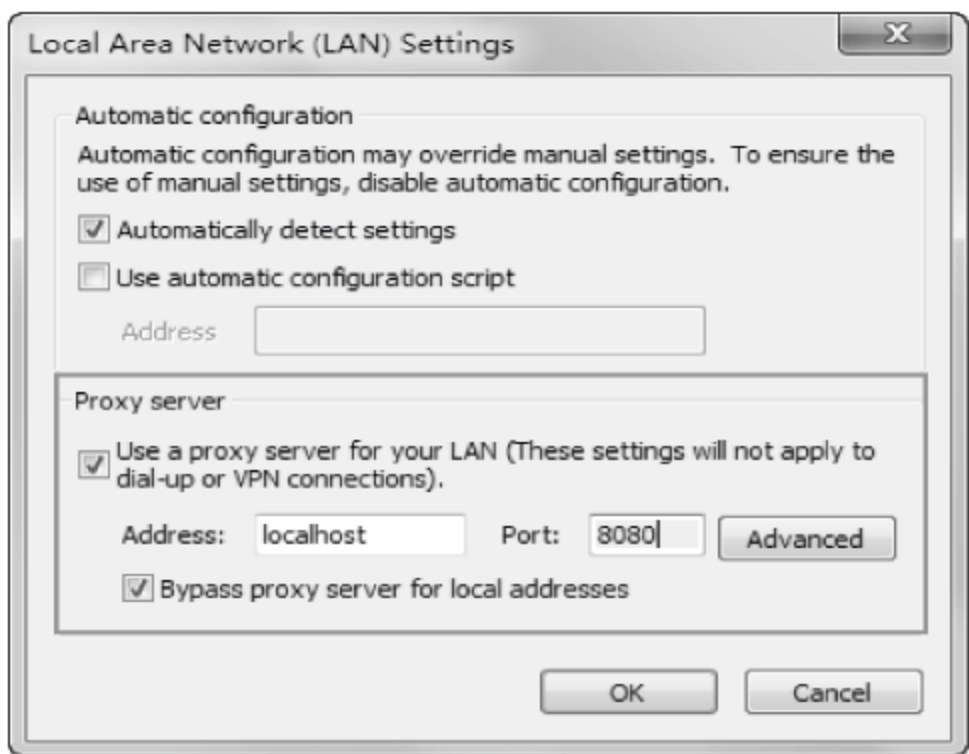 Local Area Network (LAN) Settings
X
Automatic configuration
Automatic configuration may override manual settings. To ensure the
use of manual settings, disable automatic configuration.
Automatically detect settings
Use automatic configuration script
Address
Proxy server
Use a proxy server for your LAN (These settings will not apply to
dial-up or VPN connections).
Address: localhost Port: 8080 Advanced
Bypass proxy server for local addresses
OK Cancel